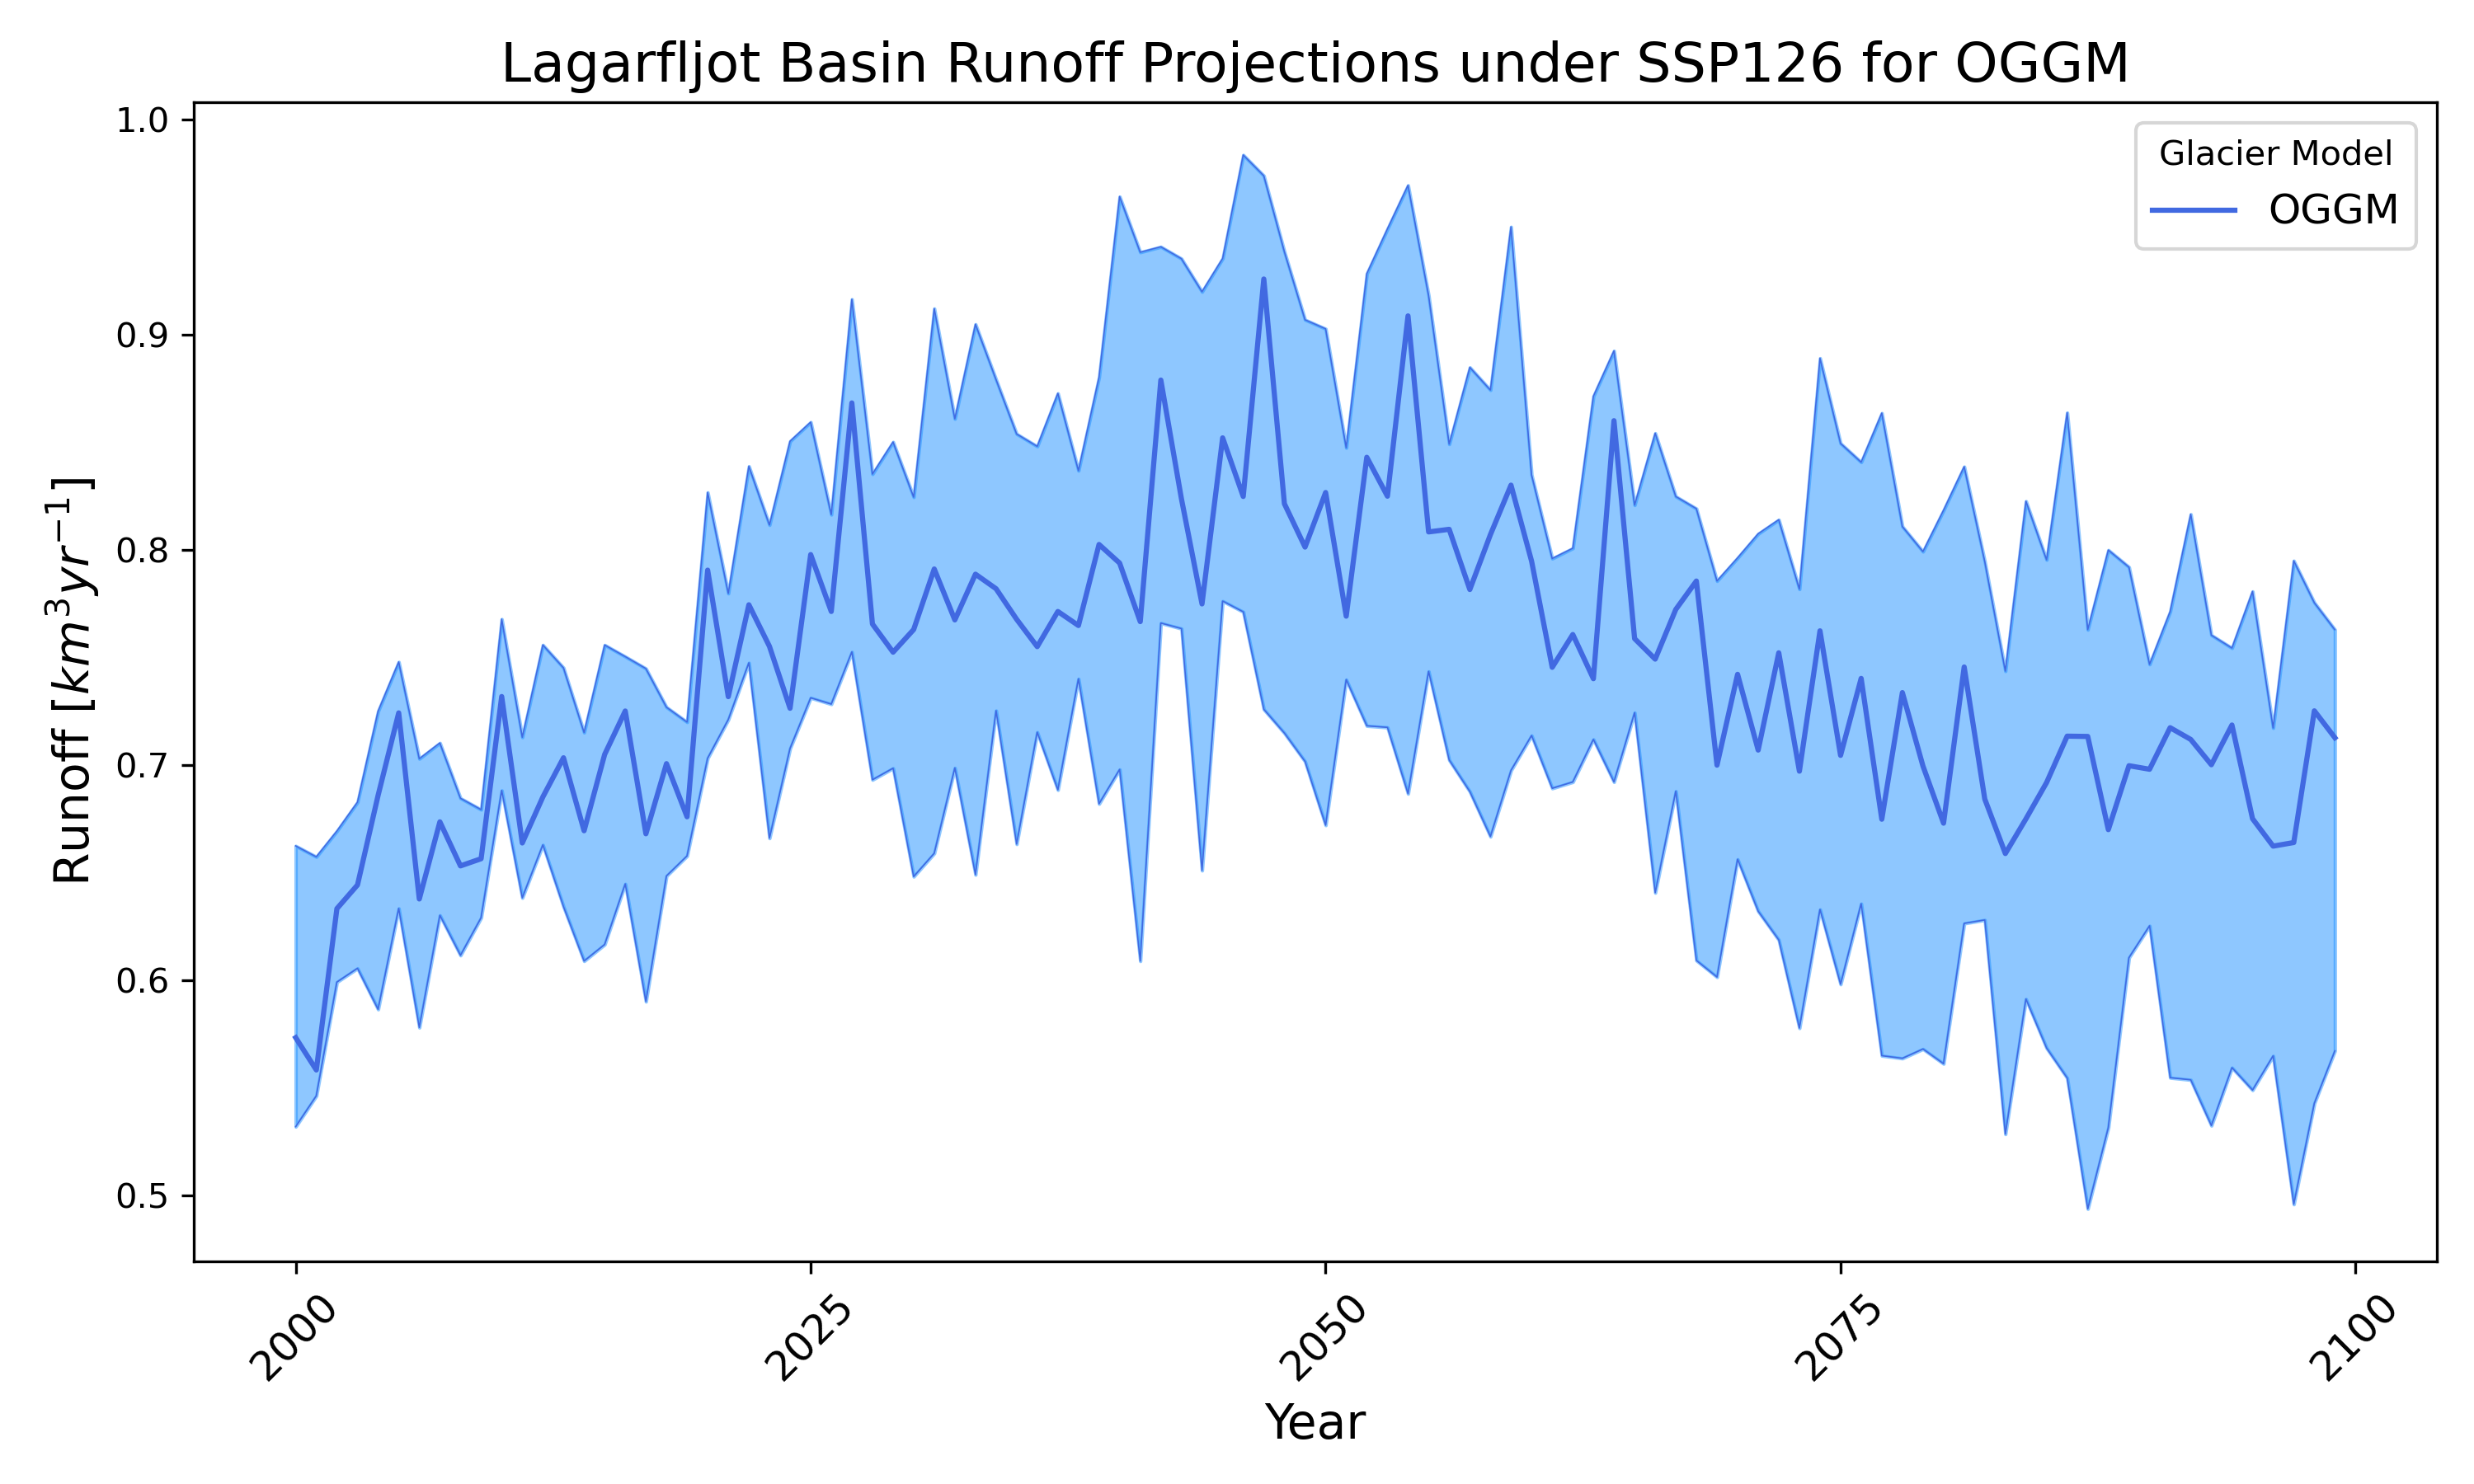 Lagarfljot Basin Runoff Projections under SSP126 for OGGM
Glacier Model
OGGM
Runoff [km³yr⁻¹]
1.0
0.9
0.8
0.7
0.6
0.5
2000
2025
2050
2075
2100
Year